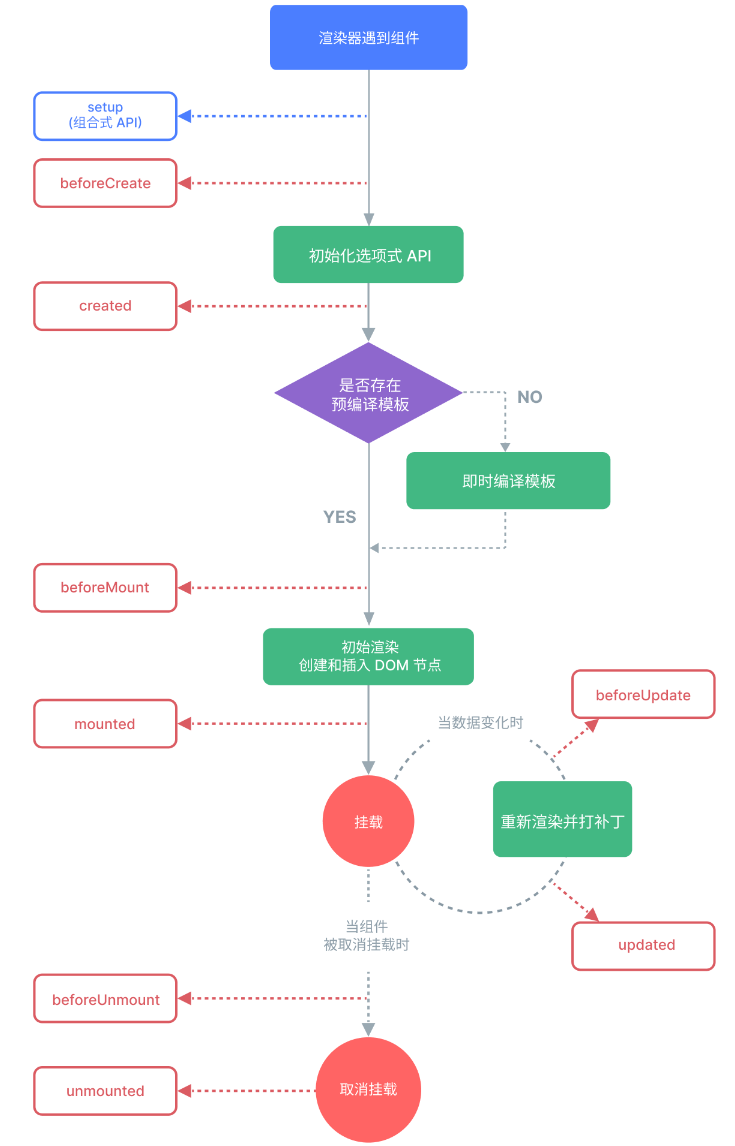 渲染器遇到组件
setup
(组合式 API)
beforeCreate
初始化选项式 API
created
是否存在
预编译模板
NO
即时编译模板
YES
beforeMount
初始渲染
创建和插入 DOM 节点
beforeUpdate
mounted
当数据变化时
挂载
重新渲染并打补丁
当组件
被取消挂载时
updated
beforeUnmount
取消挂载
unmounted